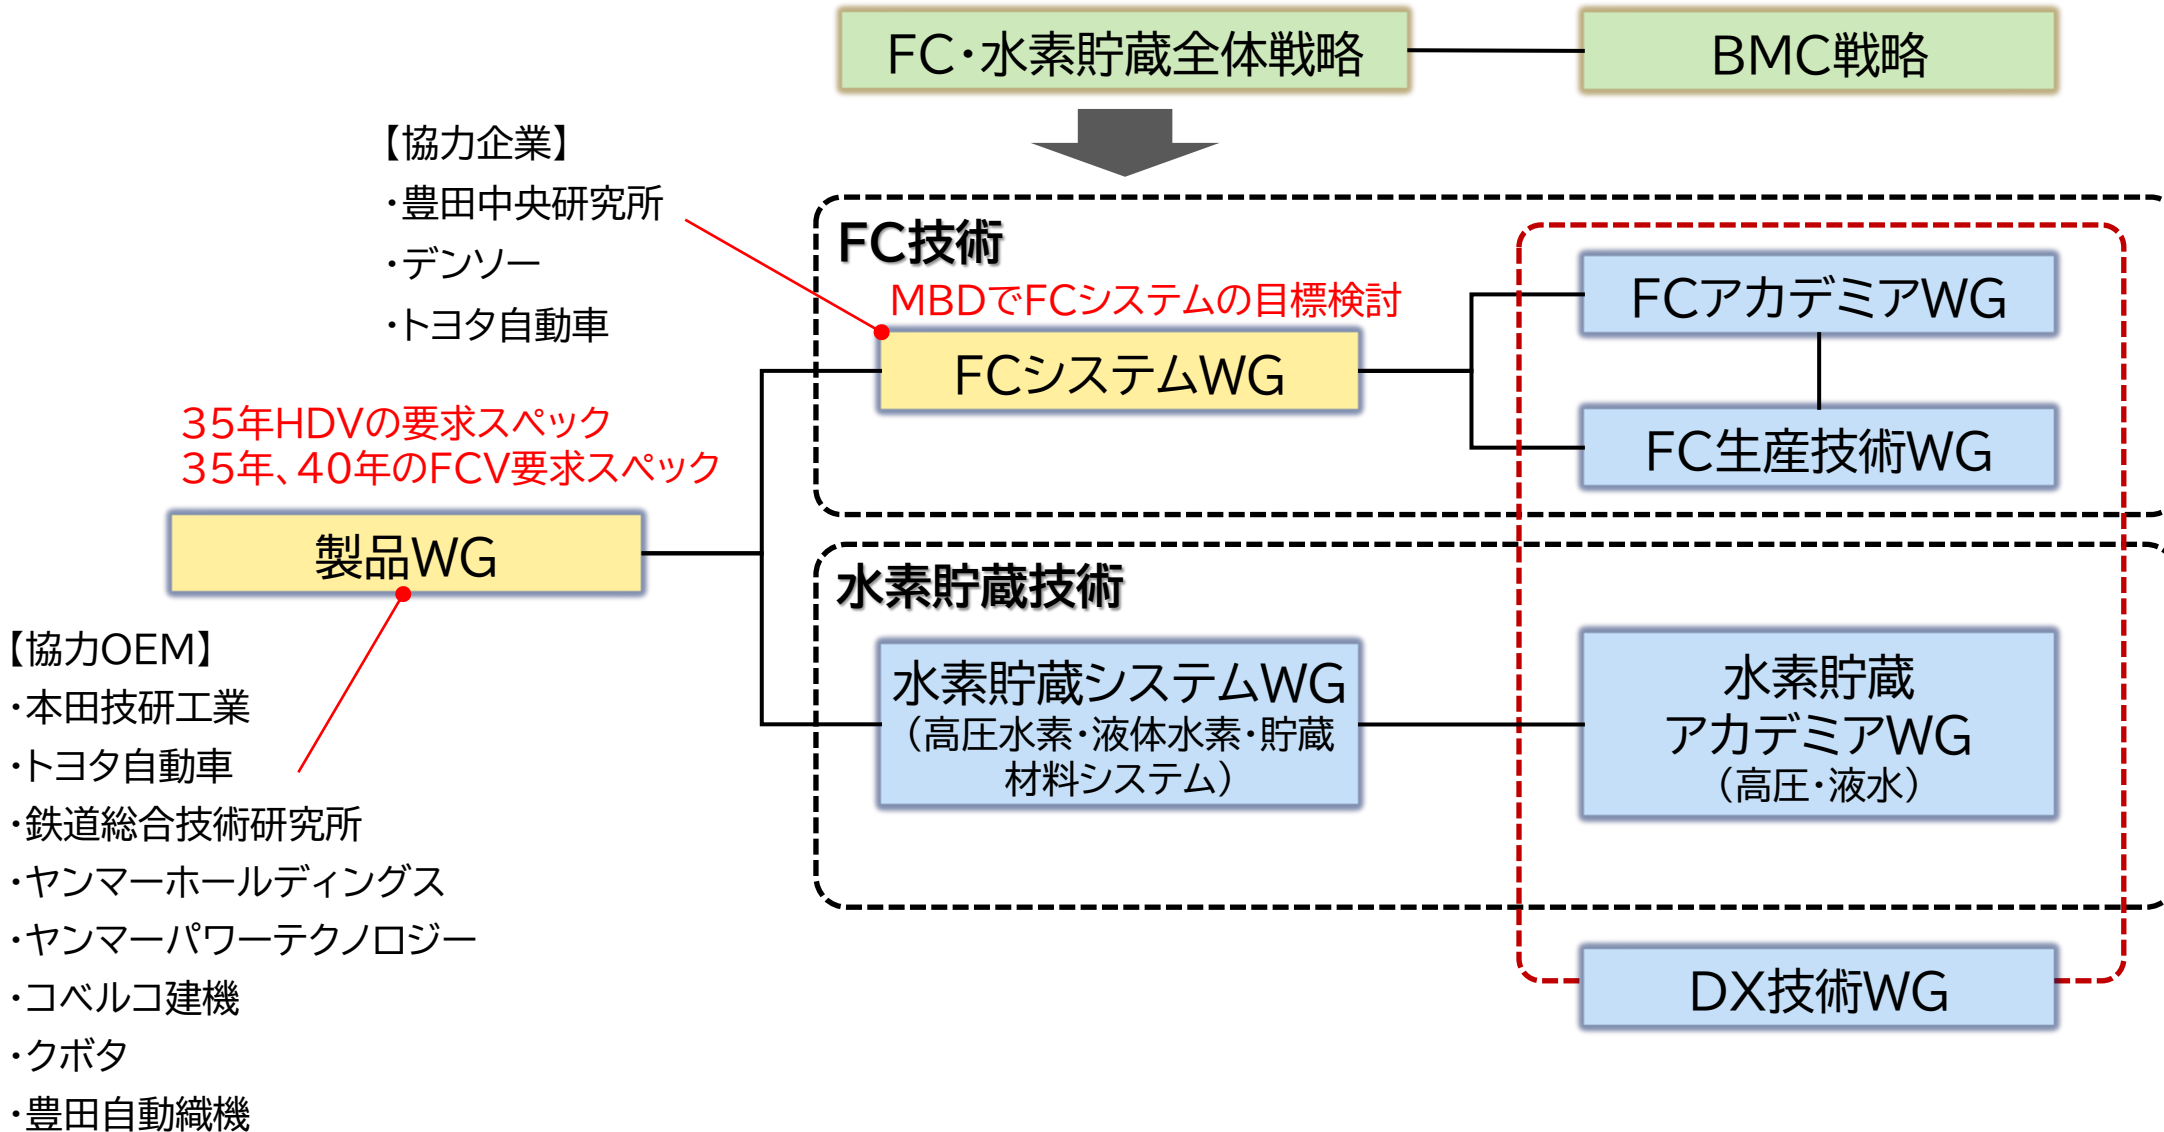 FC・水素貯蔵全体戦略
BMC戦略
【協力企業】
・豊田中央研究所
・デンソー
・トヨタ自動車
FC技術
MBDでFCシステムの目標検討
FCシステムWG
FCアカデミアWG
FC生産技術WG
35年HDVの要求スペック
35年、40年のFCV要求スペック
製品WG
水素貯蔵技術
水素貯蔵システムWG
（高圧水素・液体水素・貯蔵
材料システム）
水素貯蔵
アカデミアWG
（高圧・液水）
DX技術WG
【協力OEM】
・本田技研工業
・トヨタ自動車
・鉄道総合技術研究所
・ヤンマーホールディングス
・ヤンマーパワーテクノロジー
・コベルコ建機
・クボタ
・豊田自動織機